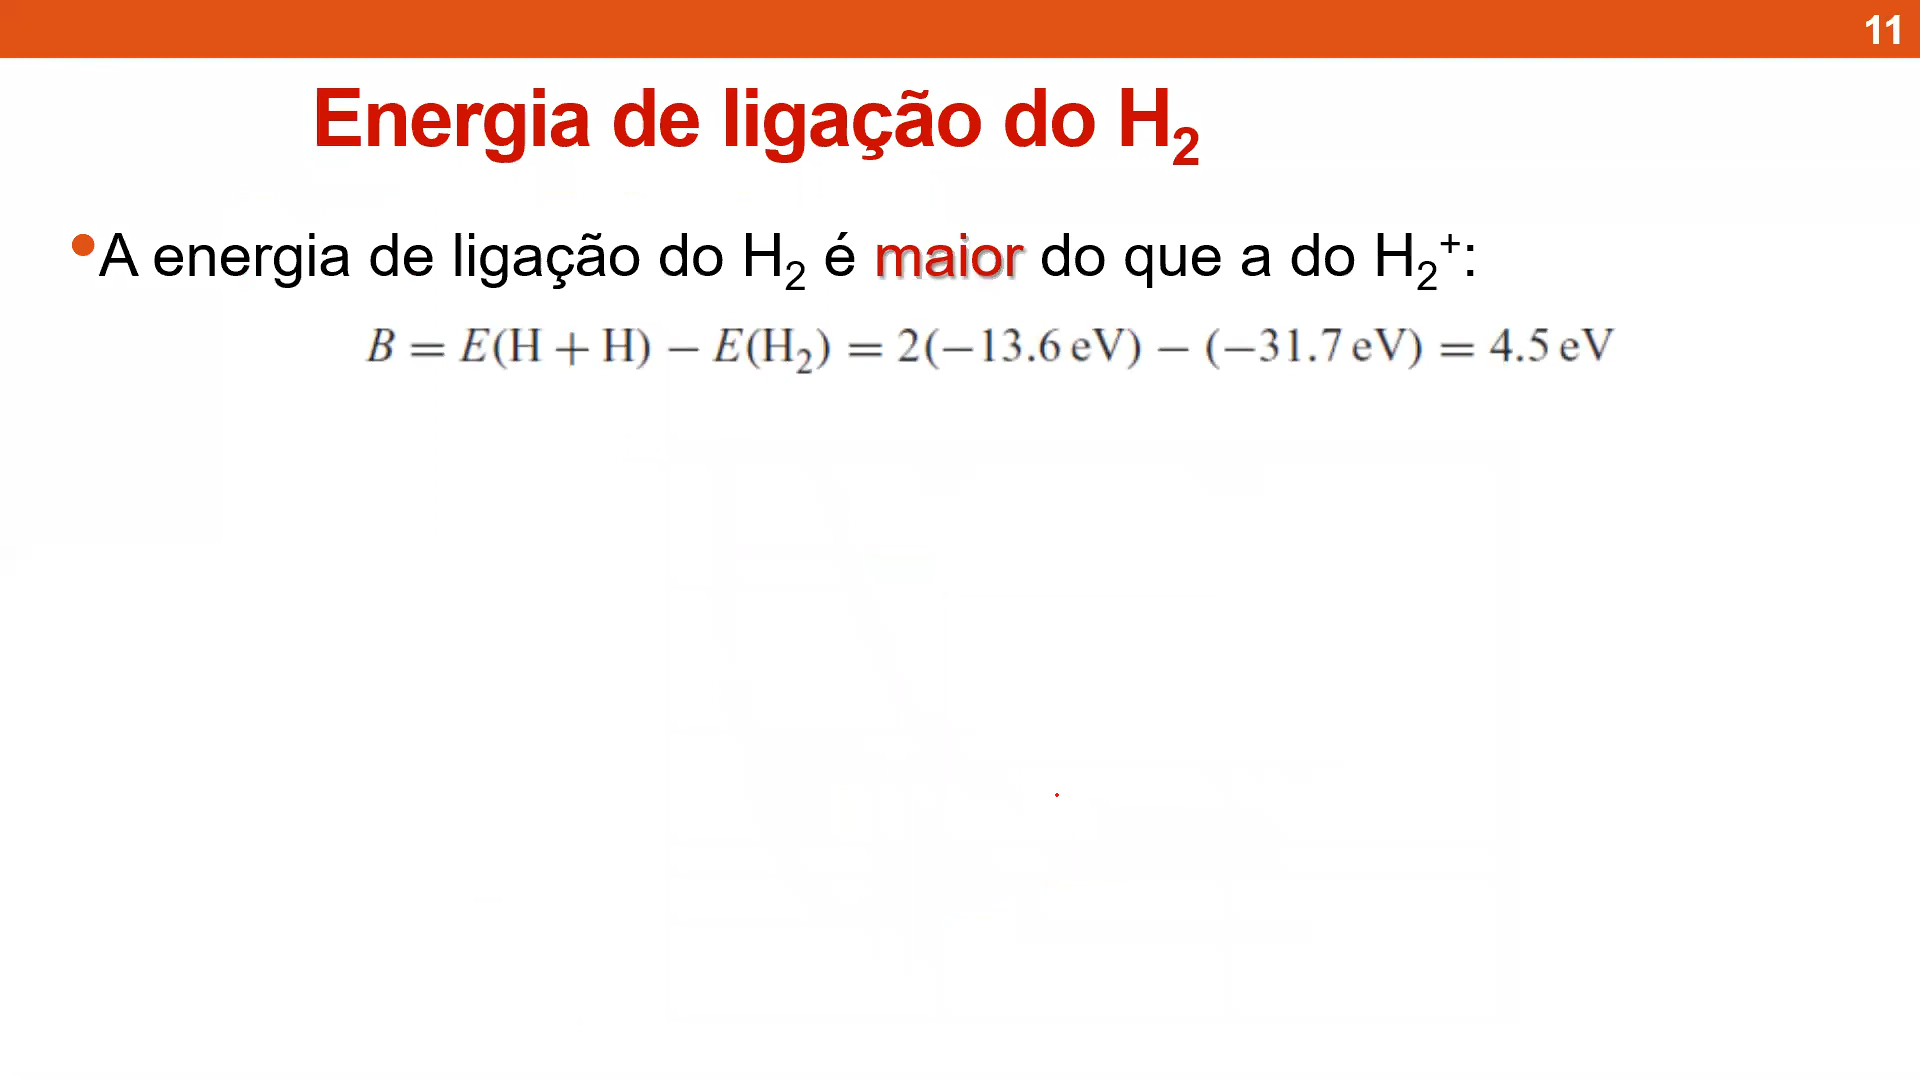 11
Energia de ligação do H₂
•A energia de ligação do H₂ é maior do que a do H₂⁺:
B = E(H + H) − E(H₂) = 2(−13.6 eV) − (−31.7 eV) = 4.5 eV